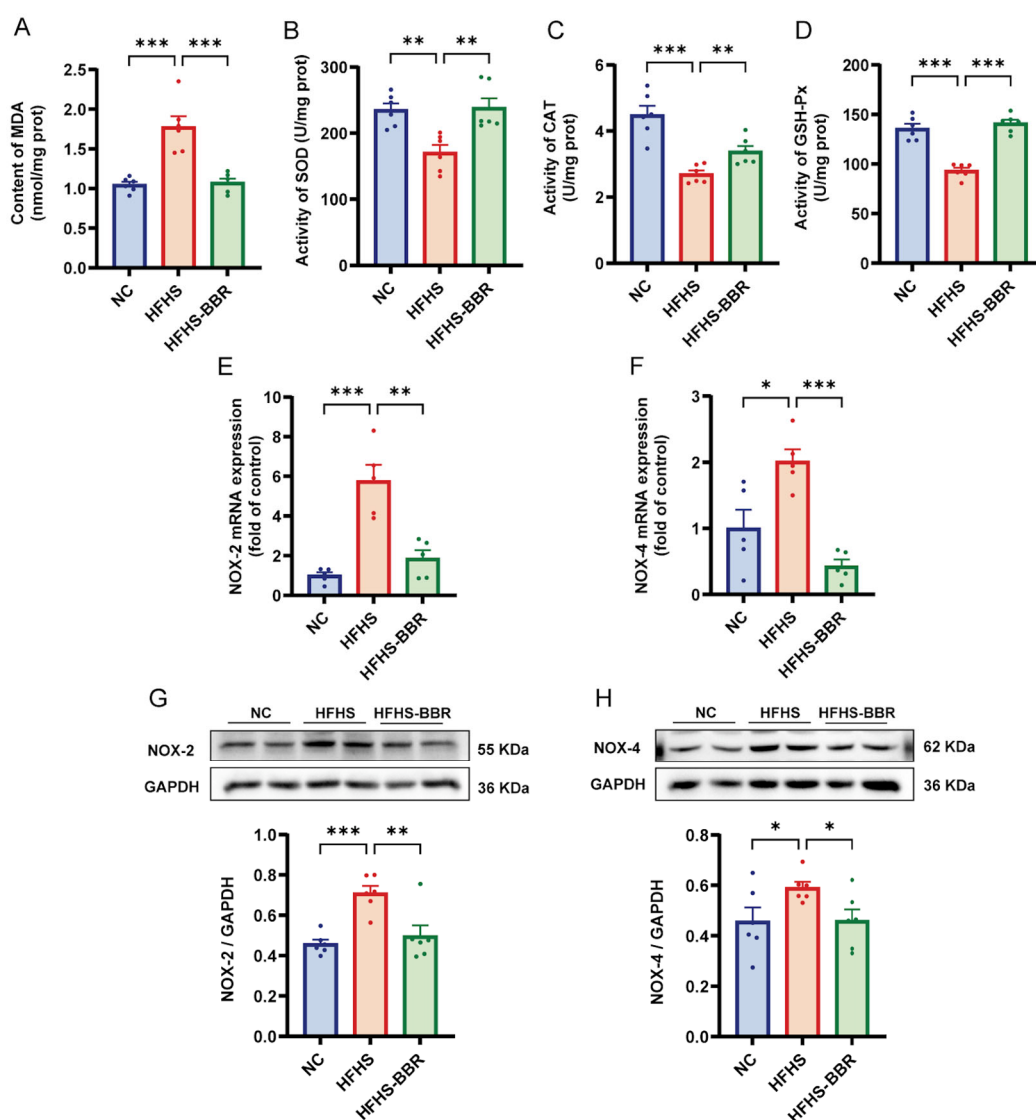 A
Content of MDA
(nmol/mg prot)
2.5
2.0
1.5
1.0
0.5
0.0
*** ***
NC
HFHS
HFHS-BBR
B
Activity of SOD (U/mg prot)
300
200
100
0
** **
NC
HFHS
HFHS-BBR
C
Activity of CAT
(U/mg prot)
6
4
2
0
*** **
NC
HFHS
HFHS-BBR
D
Activity of GSH-Px
(U/mg prot)
150
100
50
0
*** ***
NC
HFHS
HFHS-BBR
E
NOX-2 mRNA expression
(fold of control)
10
8
6
4
2
0
*** **
NC
HFHS
HFHS-BBR
F
NOX-4 mRNA expression
(fold of control)
3
2
1
0
* ***
NC
HFHS
HFHS-BBR
G
NC HFHS HFHS-BBR
NOX-2 55 KDa
GAPDH 36 KDa
NOX-2 / GAPDH
1.0
0.8
0.6
0.4
0.2
0.0
*** **
NC
HFHS
HFHS-BBR
H
NC HFHS HFHS-BBR
NOX-4 62 KDa
GAPDH 36 KDa
NOX-4 / GAPDH
0.8
0.6
0.4
0.2
0.0
* *
NC
HFHS
HFHS-BBR